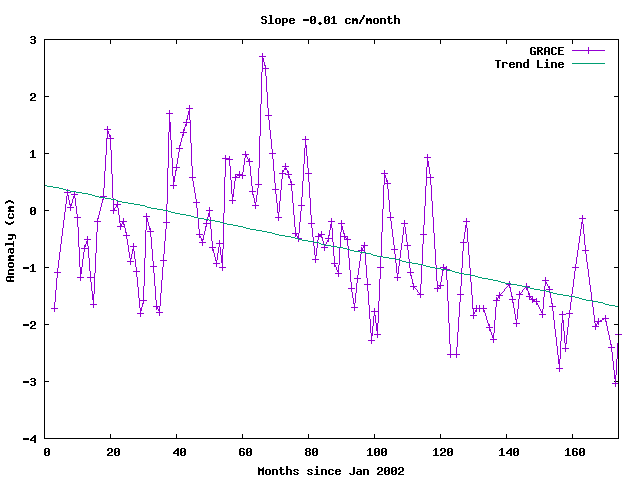 Slope -0.01 cm/month
GRACE
Trend Line
3
2
1
0
-1
-2
-3
-4
Anomaly (cm)
0 20 40 60 80 100 120 140 160
Months since Jan 2002